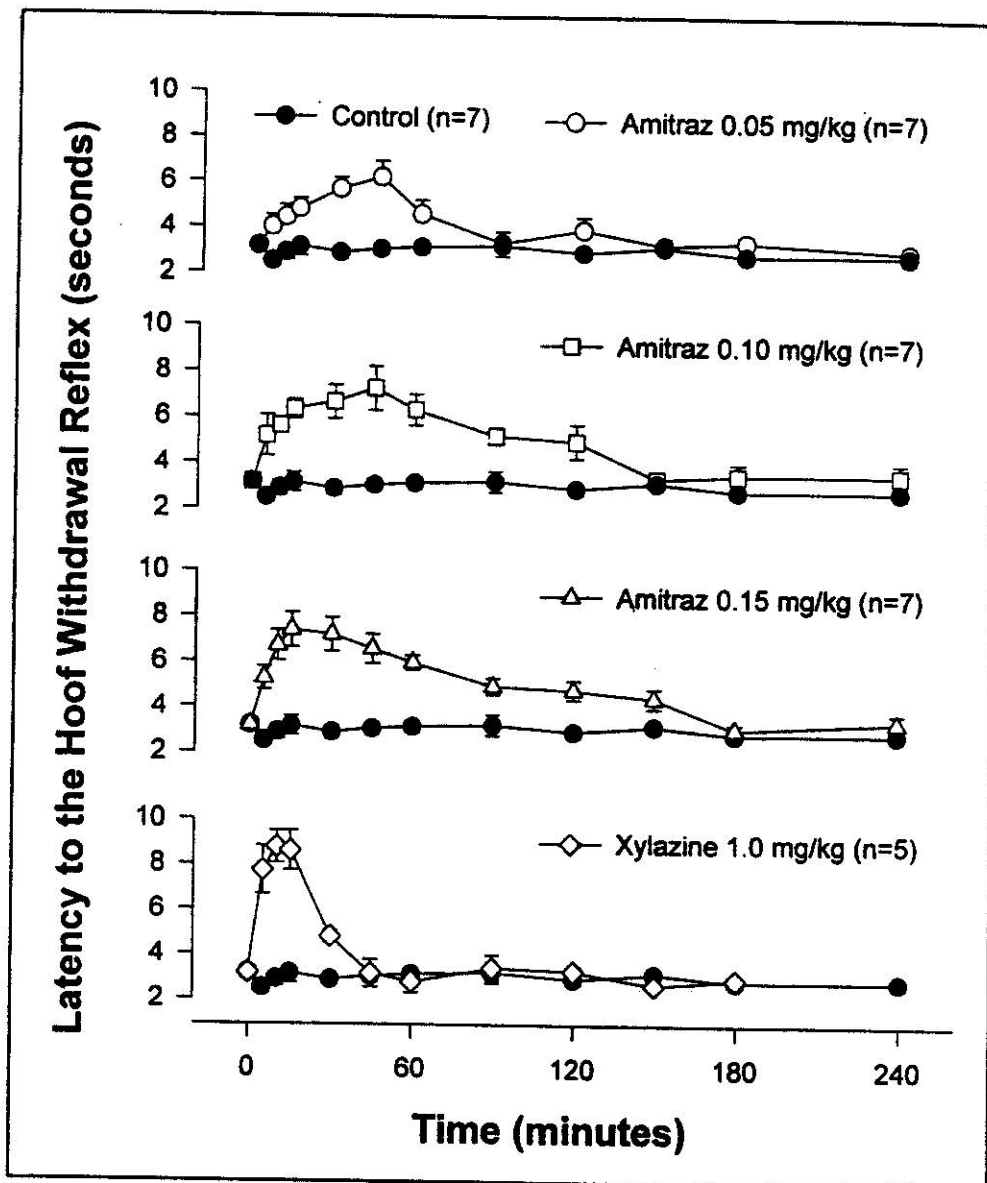 Latency to the Hoof Withdrawal Reflex (seconds)
10
8
6
4
2
Control (n=7)
Amitraz 0.05 mg/kg (n=7)
10
8
6
4
2
Amitraz 0.10 mg/kg (n=7)
10
8
6
4
2
Amitraz 0.15 mg/kg (n=7)
10
8
6
4
2
Xylazine 1.0 mg/kg (n=5)
0 60 120 180 240
Time (minutes)